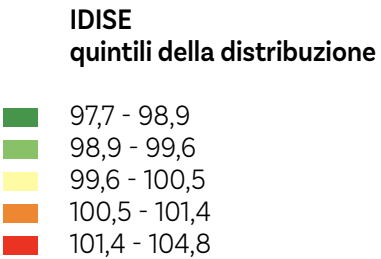 IDISE
quintili della distribuzione
97,7 - 98,9
98,9 - 99,6
99,6 - 100,5
100,5 - 101,4
101,4 - 104,8